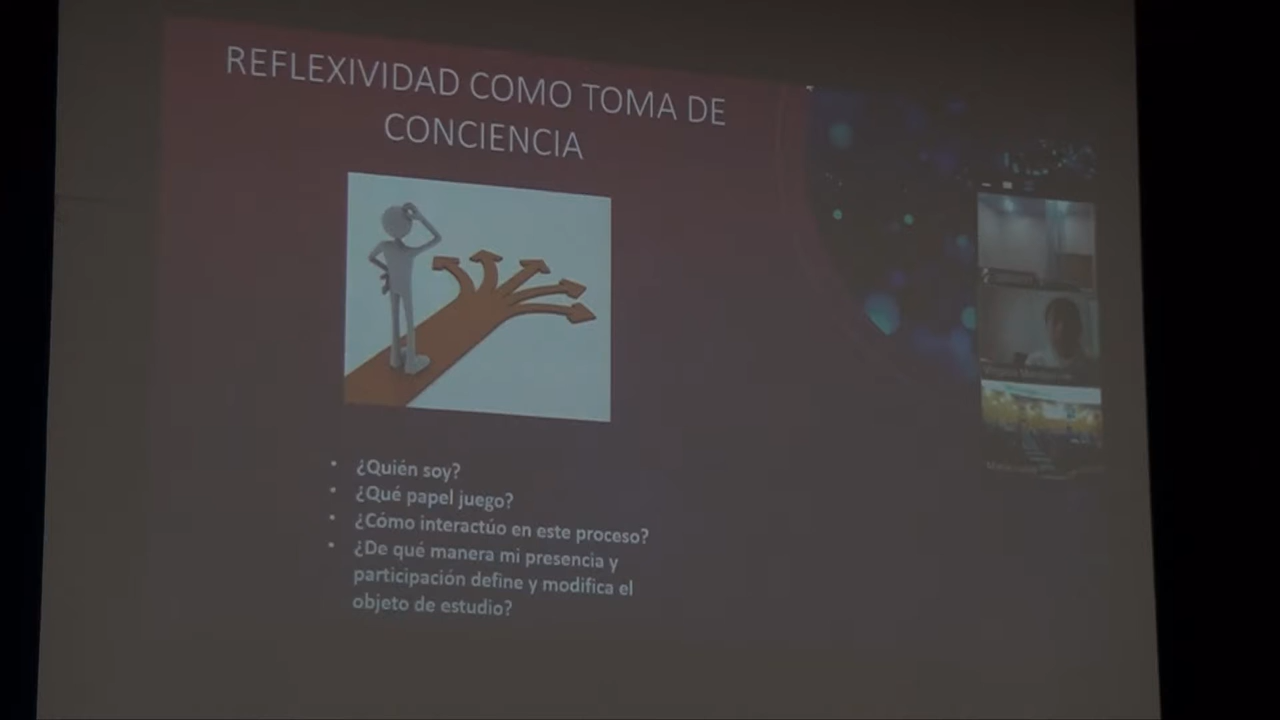 REFLEXIVIDAD COMO TOMA DE
CONCIENCIA
• ¿Quién soy?
• ¿Qué papel juego?
• ¿Cómo interactúo en este proceso?
• ¿De qué manera mi presencia y
participación define y modifica el
objeto de estudio?